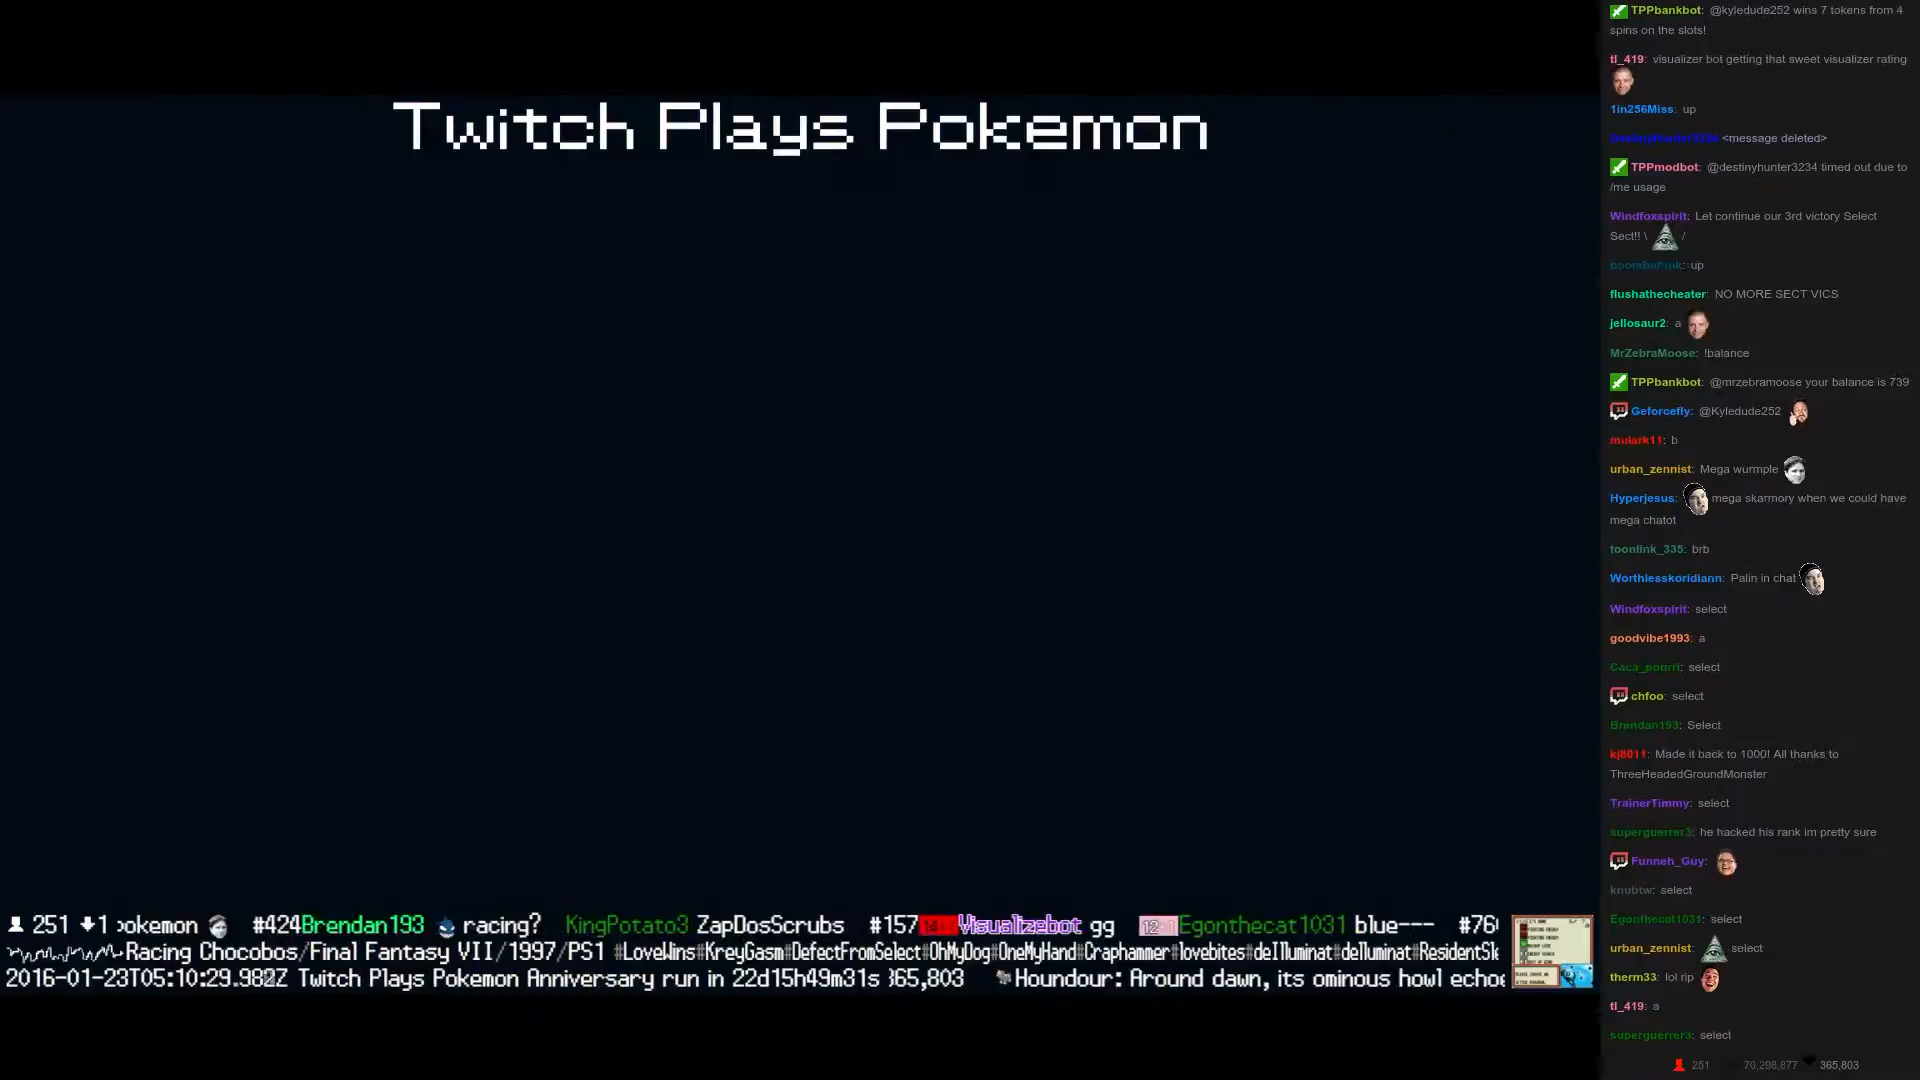 Twitch Plays Pokemon
251 1 okemon #424Brendan193 racing? KingPotato3 ZapDosScrubs #157 Visualizebot gg Egonthecat1031 blue--- #76
Racing Chocobos/Final Fantasy VII/1997/PS1 #LoveWins#KreyGasm#DefectFromSelect#OhMyDog#OneMyHand#Craphammer#lovebites#deIlluminat#delluminat#ResidentSle
2016-01-23T05:10:29.98 Z Twitch Plays Pokemon Anniversary run in 22d15h49m31s 365,803 Houndour: Around dawn, its ominous howl echoe
TPPbankbot: @kyledude252 wins 7 tokens from 4
spins on the slots!
tl_419: visualizer bot getting that sweet visualizer rating
1in256Miss: up
Destinyhunter3234 <message deleted>
TPPmodbot: @destinyhunter3234 timed out due to
/me usage
Windfoxspirit: Let continue our 3rd victory Select
Sect!! \ /
: up
flushathecheater: NO MORE SECT VICS
jellosaur2: a
MrZebraMoose: !balance
TPPbankbot: @mrzebramoose your balance is 739
Geforcefly: @Kyledude252
mulark11: b
urban_zennist: Mega wurmple
Hyperjesus: mega skarmory when we could have
mega chatot
toonlink_335: brb
Worthlesskoridiann: Palin in chat
Windfoxspirit: select
goodvibe1993: a
Caca_pourri: select
chfoo: select
Brendan193: Select
kj8011: Made it back to 1000! All thanks to
ThreeHeadedGroundMonster
TrainerTimmy: select
superguerrer3: he hacked his rank im pretty sure
Funneh_Guy:
knubtw: select
Egonthecat1031: select
urban_zennist: select
therm33: lol rip
tl_419: a
superguerrer3: select
251 70,298,877 365,803